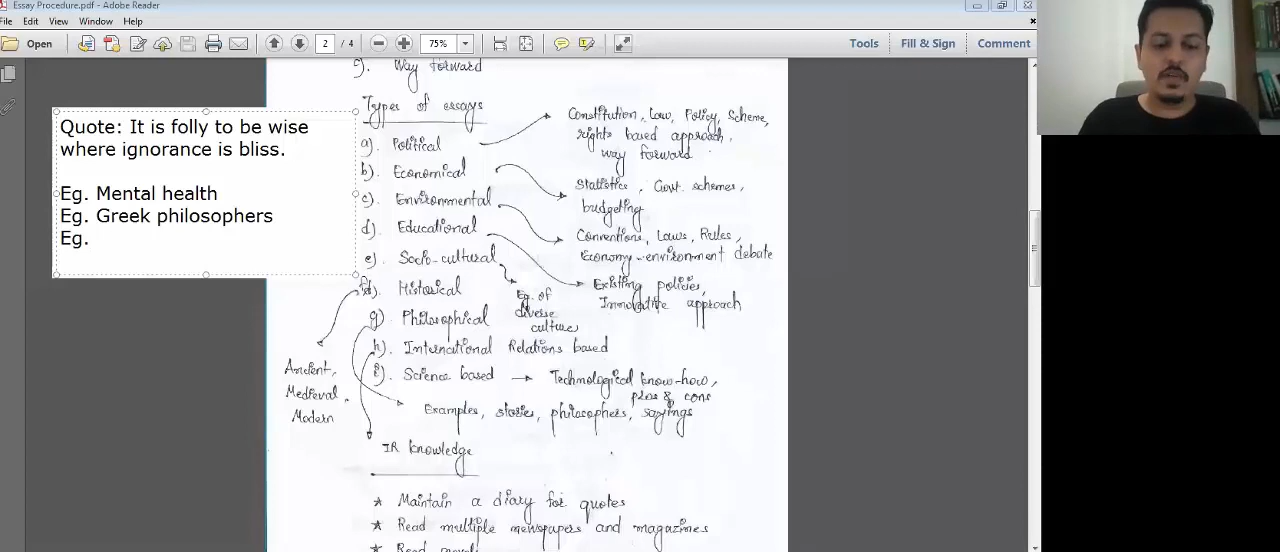 Essay Procedure.pdf - Adobe Reader
File Edit View Window Help
Open 2 / 4 75% Tools Fill & Sign Comment
Way forward
Quote: It is folly to be wise
where ignorance is bliss.
Eg. Mental health
Eg. Greek philosophers
Eg.
Types of essays
a). Political
b). Economical
c). Environmental
d). Educational
e). Socio-cultural
Historical
g). Philosophical
h). International Relations based
i). Science based → Technological know-how,
pros & cons
Constitution, Law, Policy, Scheme,
rights based approach,
way forward
Statistics, Govt. schemes,
budgeting
Conventions, Laws, Rules,
Economy-environment debate
Existing policies,
Innovative approach
Eg. of
diverse
cultures
Ancient,
Medieval,
Modern
Examples, stories, philosophers, sayings
IR knowledge
★ Maintain a diary for quotes
★ Read multiple newspapers and magazines
★ Read